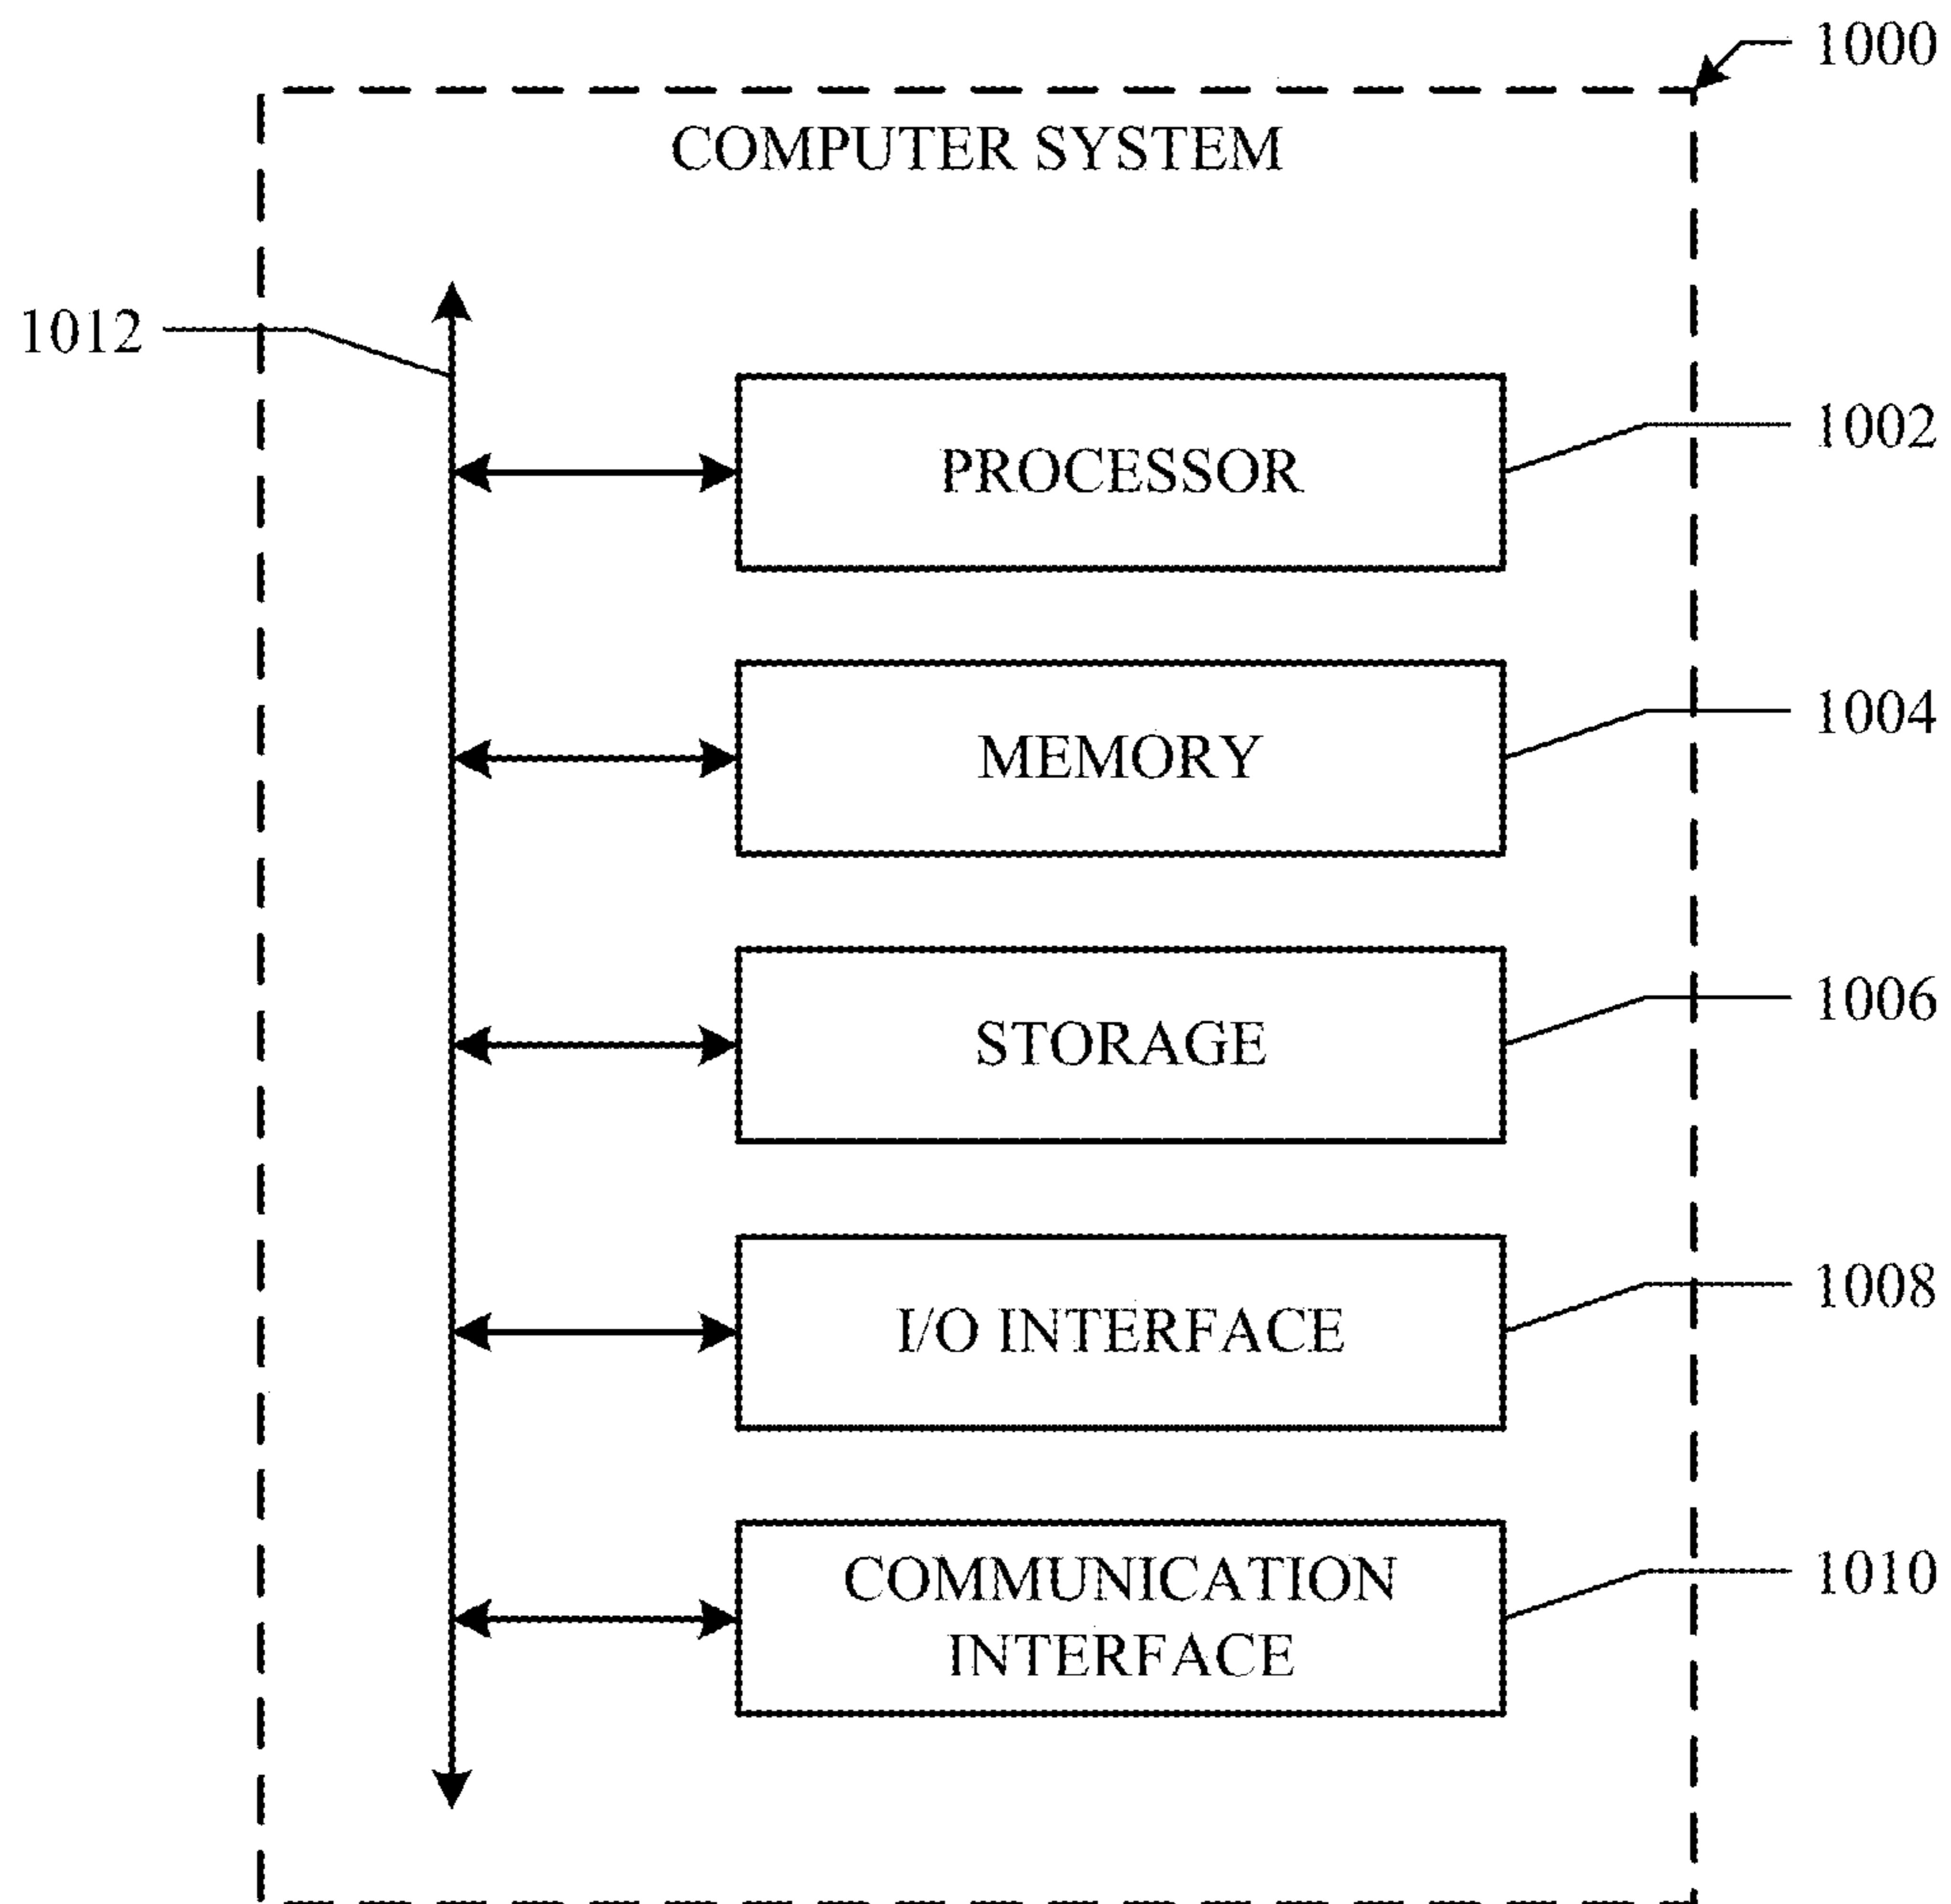 1000
COMPUTER SYSTEM
1012
PROCESSOR
1002
MEMORY
1004
STORAGE
1006
I/O INTERFACE
1008
COMMUNICATION
INTERFACE
1010